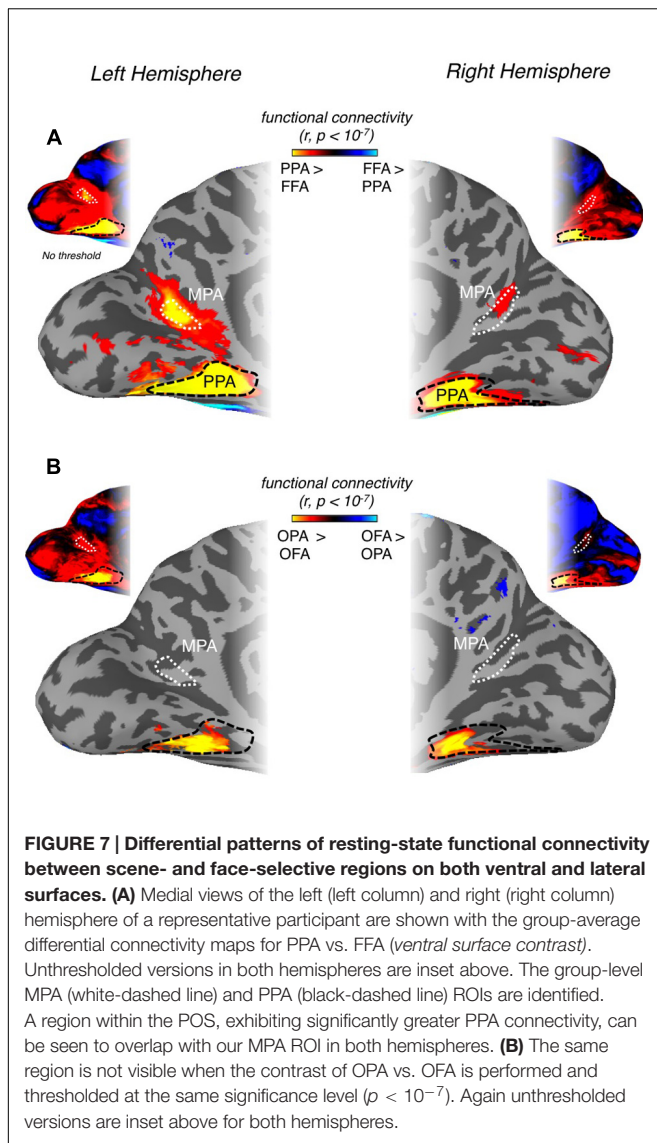 Left Hemisphere
Right Hemisphere
A
functional connectivity
(r, p < 10⁻⁷)
PPA > FFA >
FFA PPA
No threshold
MPA
MPA
PPA
PPA
B
functional connectivity
(r, p < 10⁻⁷)
OPA > OFA >
OFA OPA
MPA
MPA
FIGURE 7 | Differential patterns of resting-state functional connectivity
between scene- and face-selective regions on both ventral and lateral
surfaces. (A) Medial views of the left (left column) and right (right column)
hemisphere of a representative participant are shown with the group-average
differential connectivity maps for PPA vs. FFA (ventral surface contrast).
Unthresholded versions in both hemispheres are inset above. The group-level
MPA (white-dashed line) and PPA (black-dashed line) ROIs are identified.
A region within the POS, exhibiting significantly greater PPA connectivity, can
be seen to overlap with our MPA ROI in both hemispheres. (B) The same
region is not visible when the contrast of OPA vs. OFA is performed and
thresholded at the same significance level (p < 10⁻⁷). Again unthresholded
versions are inset above for both hemispheres.